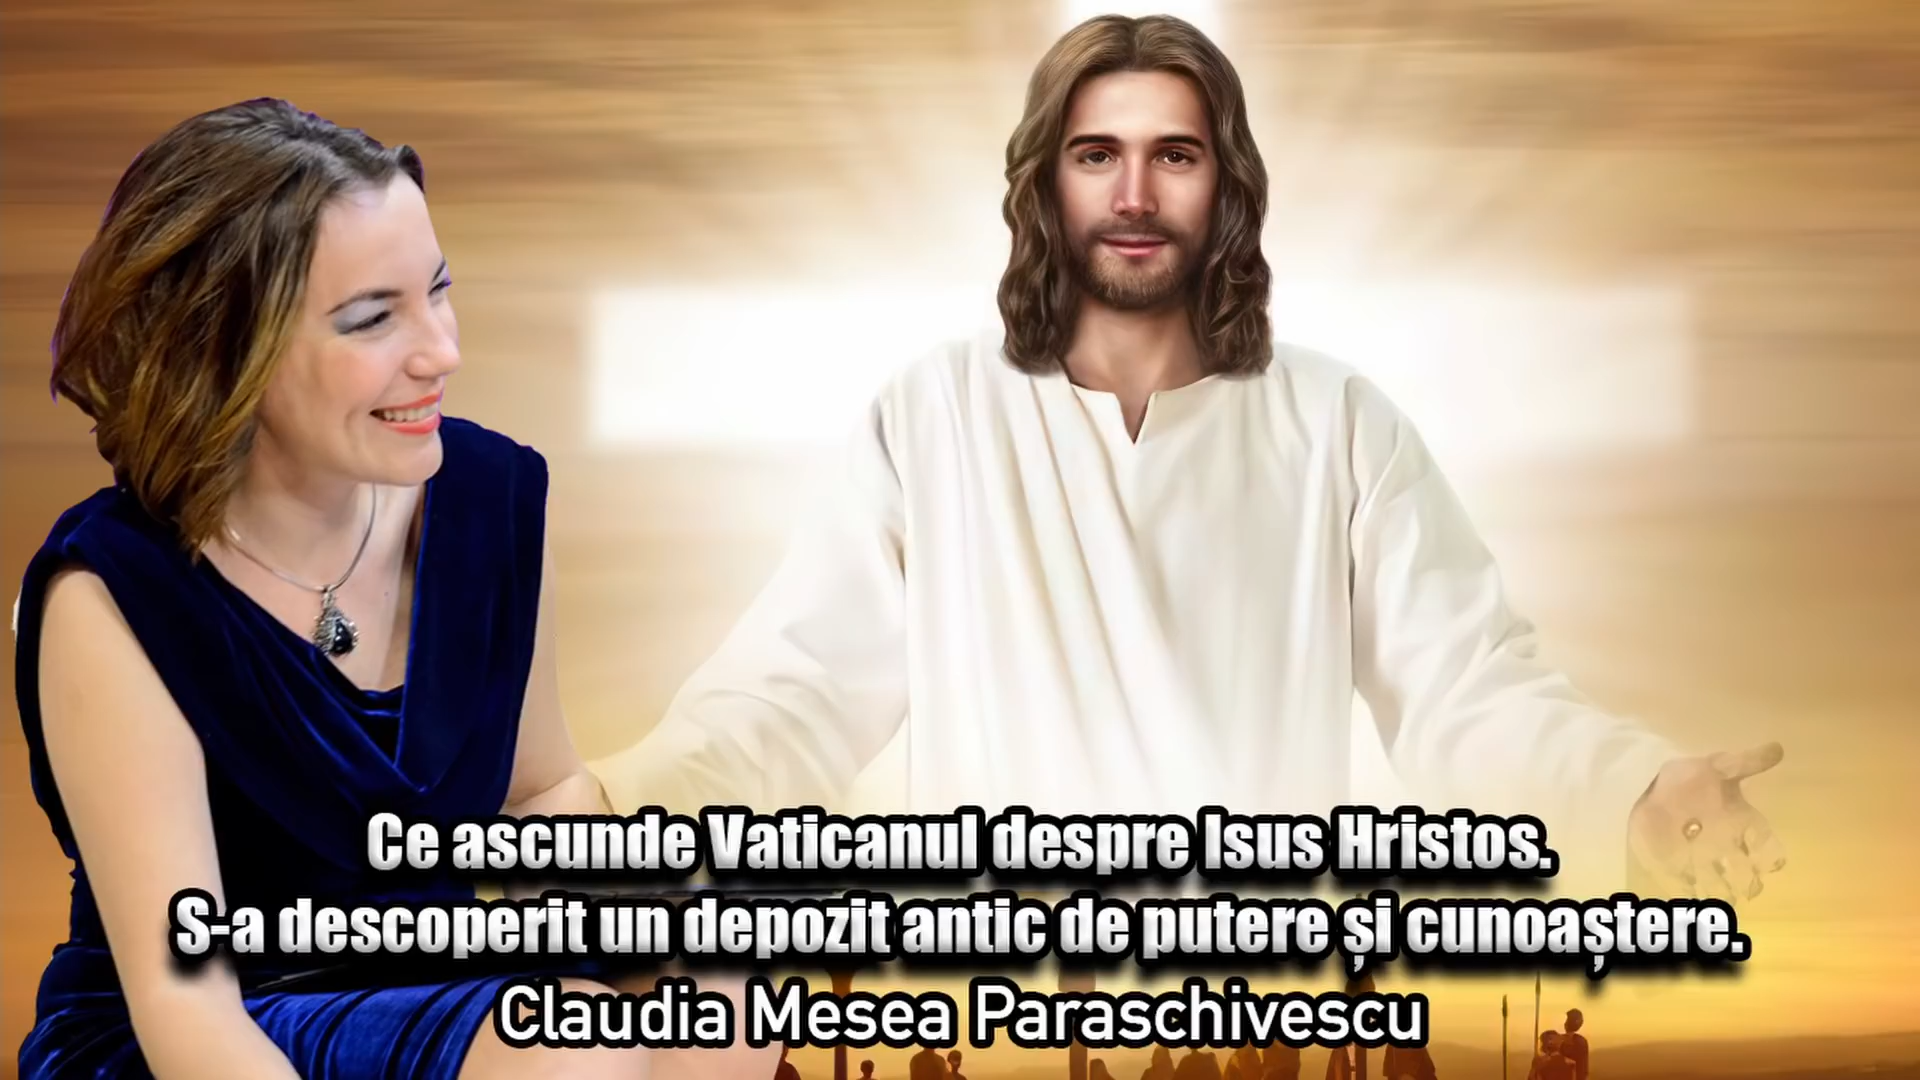 Ce ascunde Vaticanul despre Isus Hristos.
S-a descoperit un depozit antic de putere și cunoaștere.
Claudia Mesea Paraschivescu